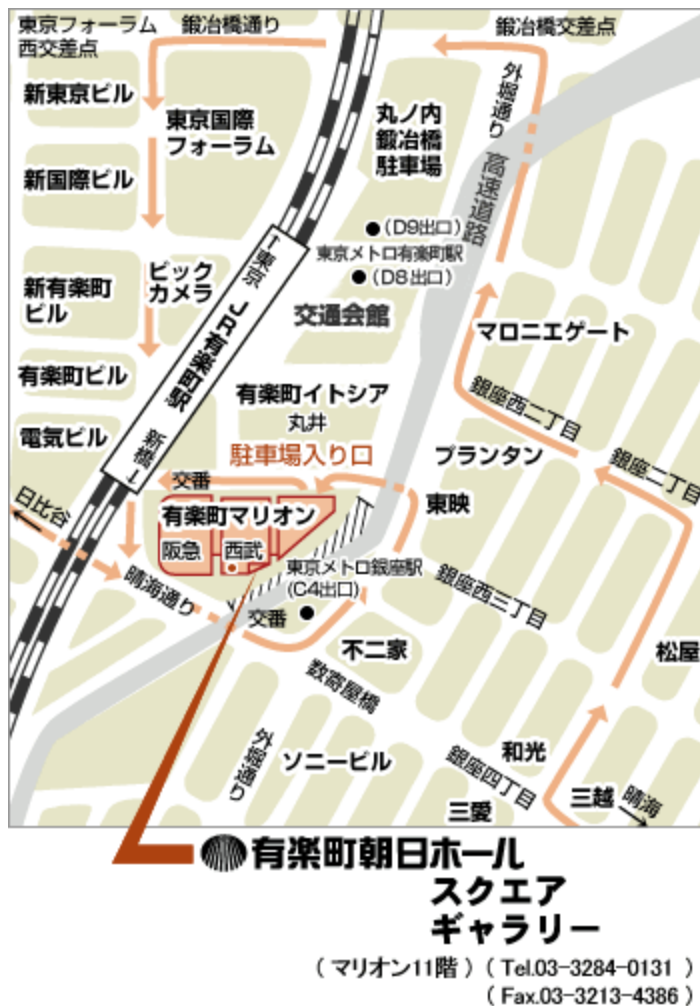 東京フォーラム
西交差点
鍛冶橋通り
鍛冶橋交差点
新東京ビル
東京国際
フォーラム
外堀通り
丸ノ内
鍛冶橋
駐車場
高速道路
新国際ビル
(D9出口)
東京メトロ有楽町駅
(D8出口)
↑東京
JR有楽町駅
新橋↓
ビック
カメラ
新有楽町
ビル
交通会館
マロニエゲート
有楽町ビル
有楽町イトシア
丸井
銀座西二丁目
電気ビル
駐車場入り口
プランタン
銀座二丁目
交番
日比谷
有楽町マリオン
東映
阪急
西武
東京メトロ銀座駅
(C4出口)
銀座西三丁目
晴海通り
交番
不二家
松屋
数寄屋橋
外堀通り
ソニービル
和光
銀座四丁目
三愛
三越
晴海
有楽町朝日ホール
スクエア
ギャラリー
(マリオン11階)(Tel.03-3284-0131)
(Fax.03-3213-4386)